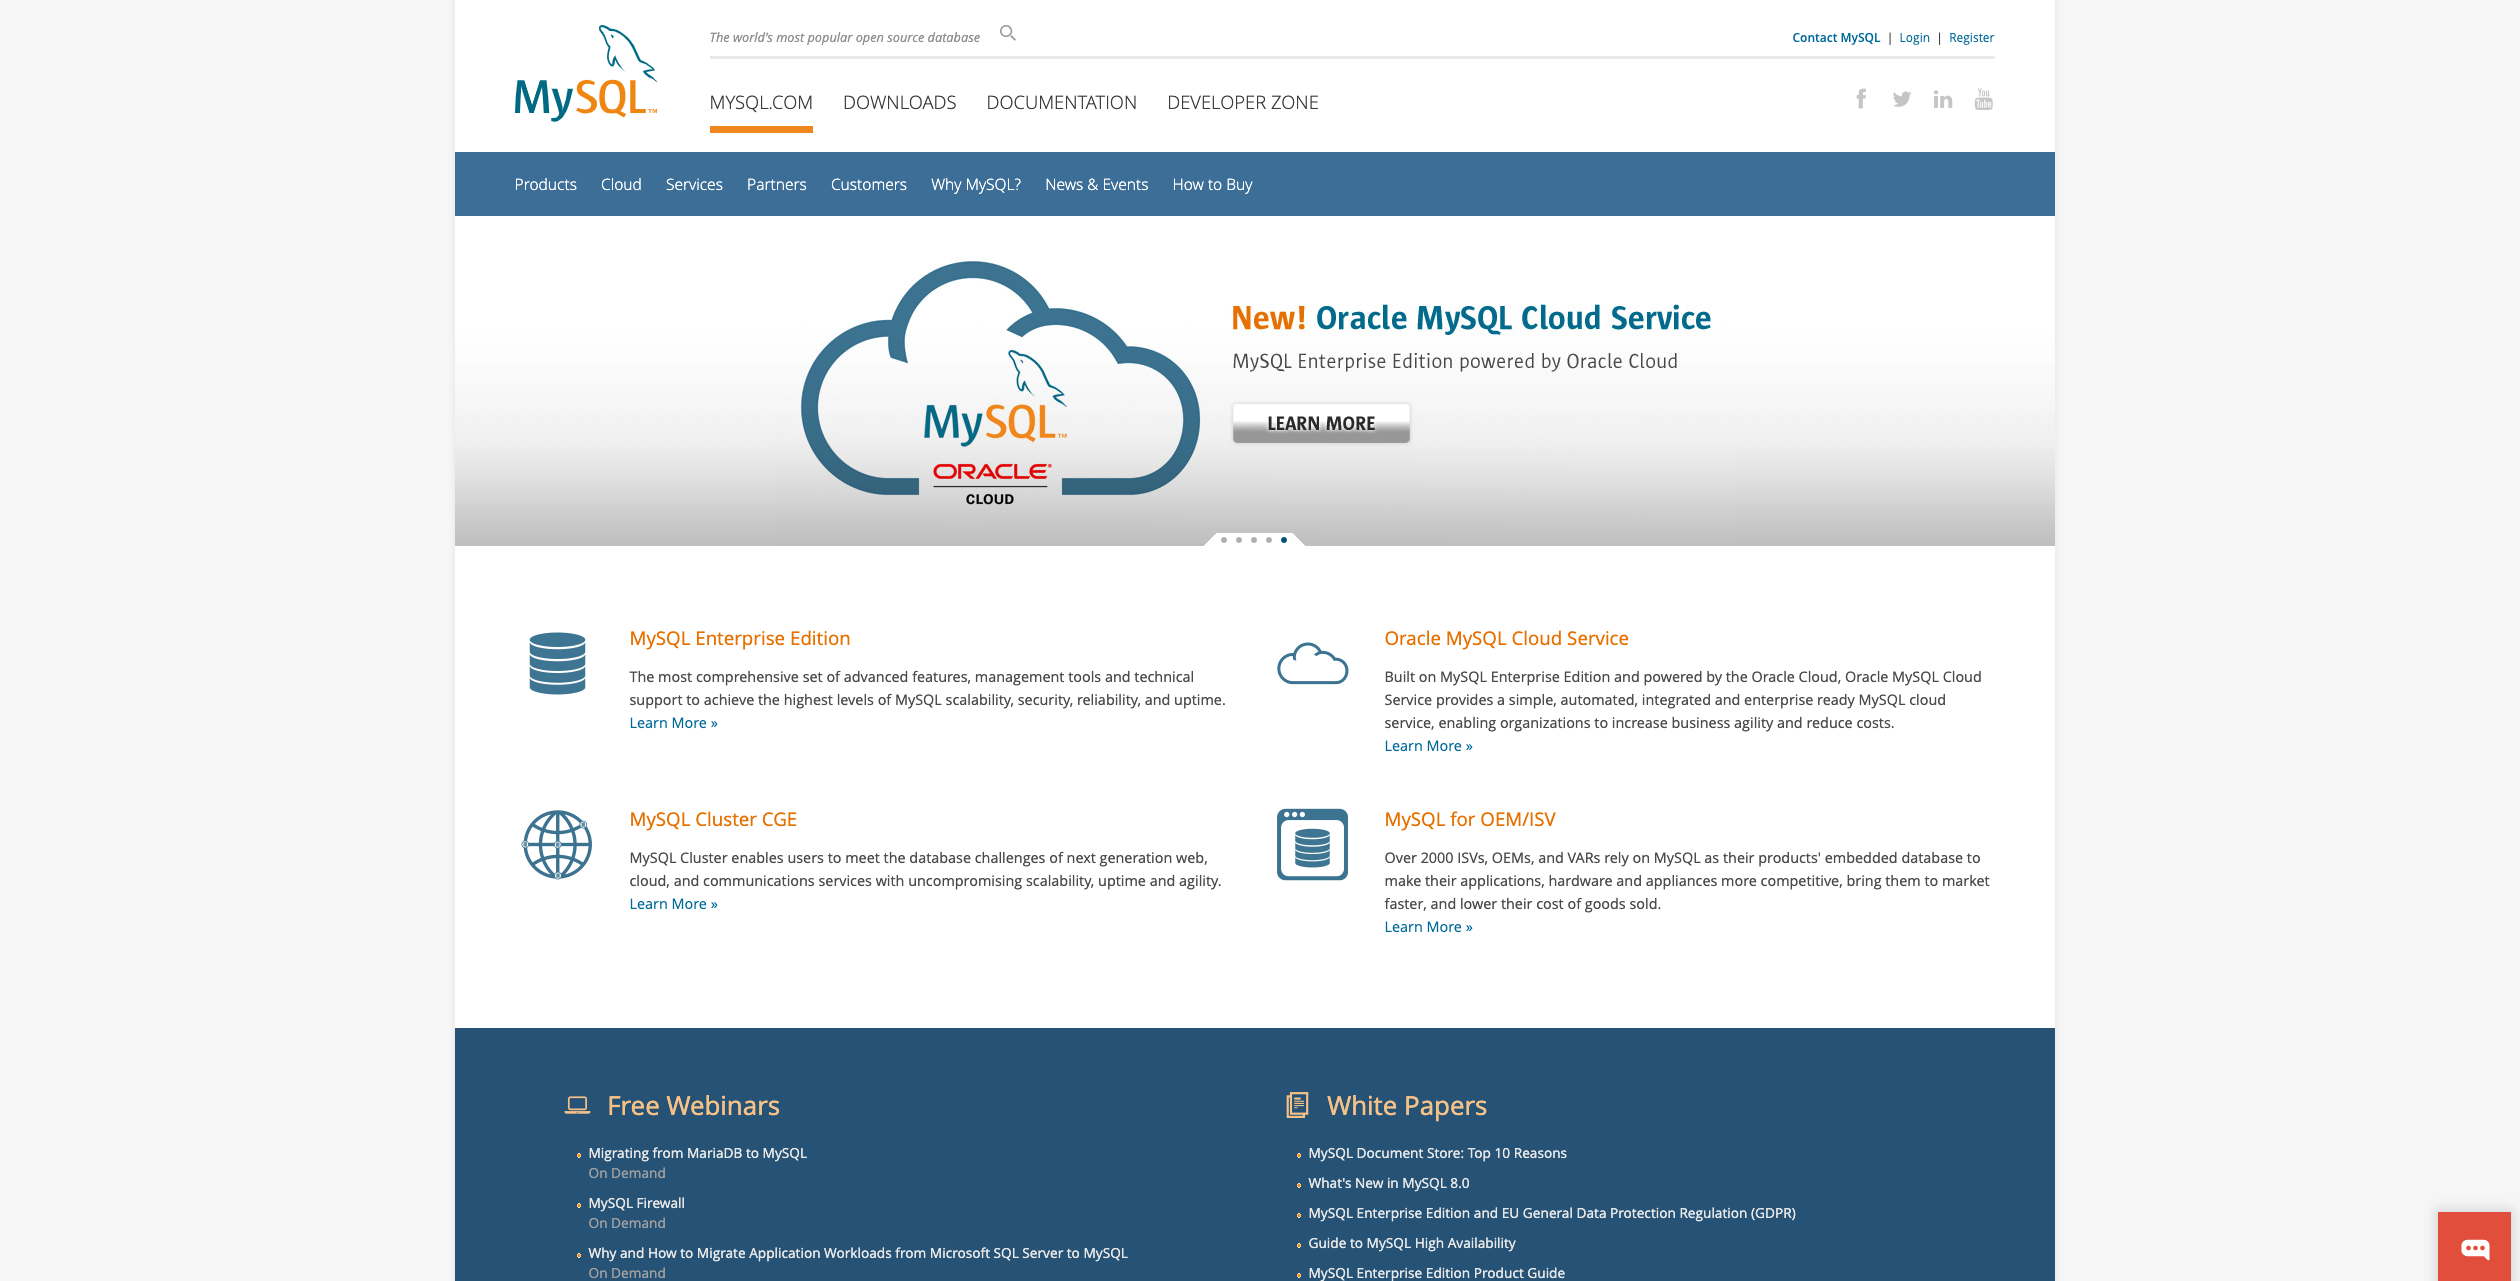 MySQL™
The world's most popular open source database
Contact MySQL | Login | Register
MYSQL.COM DOWNLOADS DOCUMENTATION DEVELOPER ZONE
You
Tube
Products Cloud Services Partners Customers Why MySQL? News & Events How to Buy
MySQL™
ORACLE®
CLOUD
New! Oracle MySQL Cloud Service
MySQL Enterprise Edition powered by Oracle Cloud
LEARN MORE
MySQL Enterprise Edition
The most comprehensive set of advanced features, management tools and technical
support to achieve the highest levels of MySQL scalability, security, reliability, and uptime.
Learn More »
Oracle MySQL Cloud Service
Built on MySQL Enterprise Edition and powered by the Oracle Cloud, Oracle MySQL Cloud
Service provides a simple, automated, integrated and enterprise ready MySQL cloud
service, enabling organizations to increase business agility and reduce costs.
Learn More »
MySQL Cluster CGE
MySQL Cluster enables users to meet the database challenges of next generation web,
cloud, and communications services with uncompromising scalability, uptime and agility.
Learn More »
MySQL for OEM/ISV
Over 2000 ISVs, OEMs, and VARs rely on MySQL as their products' embedded database to
make their applications, hardware and appliances more competitive, bring them to market
faster, and lower their cost of goods sold.
Learn More »
Free Webinars
Migrating from MariaDB to MySQL
On Demand
MySQL Firewall
On Demand
Why and How to Migrate Application Workloads from Microsoft SQL Server to MySQL
On Demand
White Papers
MySQL Document Store: Top 10 Reasons
What's New in MySQL 8.0
MySQL Enterprise Edition and EU General Data Protection Regulation (GDPR)
Guide to MySQL High Availability
MySQL Enterprise Edition Product Guide